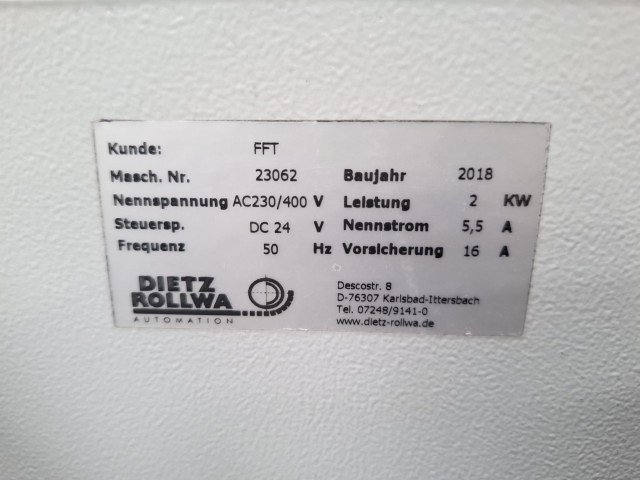 Kunde: FFT
Masch. Nr. 23062 Baujahr 2018
Nennspannung AC230/400 V Leistung 2 KW
Steuersp. DC 24 V Nennstrom 5,5 A
Frequenz 50 Hz Vorsicherung 16 A
DIETZ
ROLLWA
AUTOMATION
Descostr. 8
D-76307 Karlsbad-Ittersbach
Tel. 07248/9141-0
www.dietz-rollwa.de